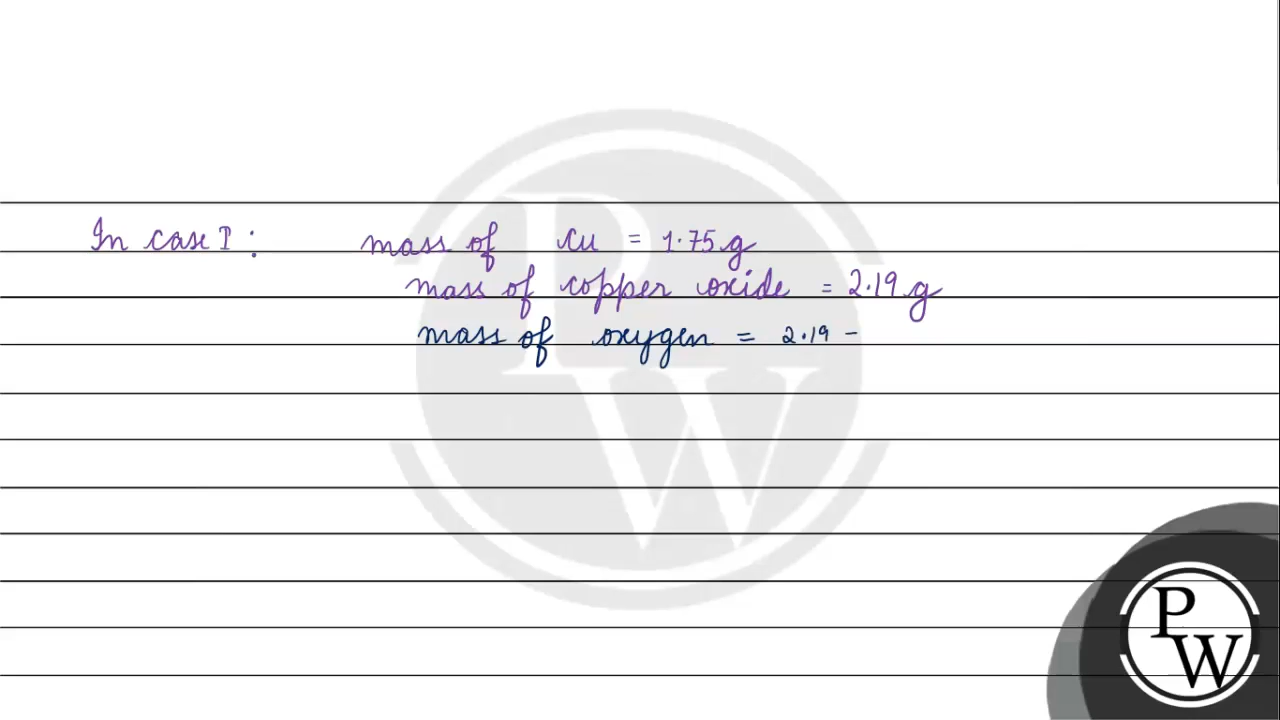 In case I : mass of Cu = 1.75 g
mass of copper oxide = 2.19 g
mass of oxygen = 2.19 -
P
W
P
W